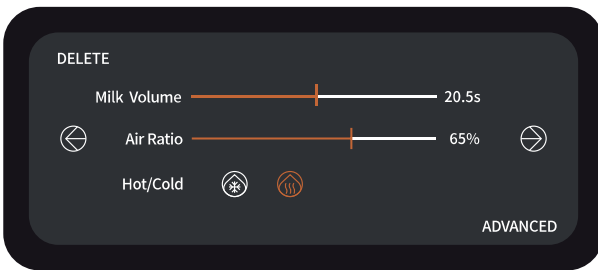 DELETE
Milk Volume 20.5s
Air Ratio 65%
Hot/Cold
ADVANCED